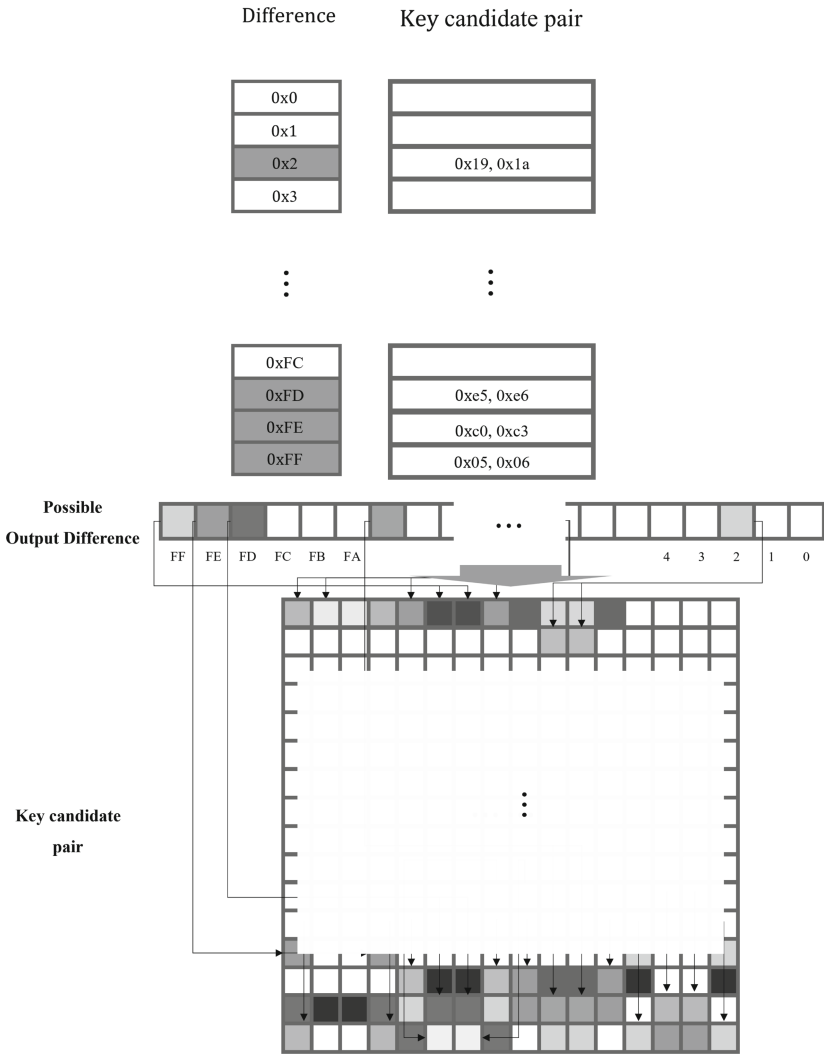 Difference Key candidate pair
0x0
0x1
0x2 0x19, 0x1a
0x3
⋮ ⋮
0xFC
0xFD 0xe5, 0xe6
0xFE 0xc0, 0xc3
0xFF 0x05, 0x06
Possible
Output Difference
...
FF FE FD FC FB FA 4 3 2 1 0
⋮
Key candidate
pair